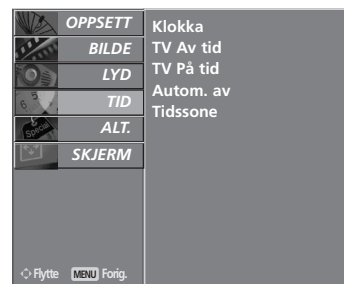 OPPSETT
BILDE
LYD
TID
ALT.
SKJERM
Klokka
TV Av tid
TV På tid
Autom. av
Tidssone
Flytte MENU Forig.